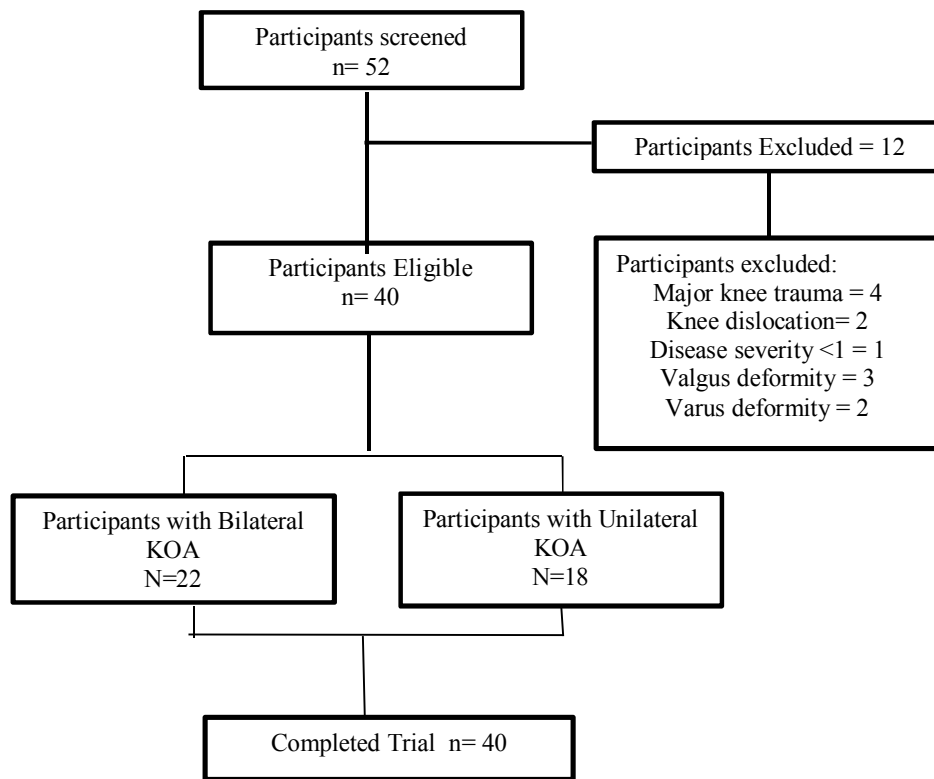 Participants screened
n= 52
Participants Excluded = 12
Participants Eligible
n= 40
Participants excluded:
Major knee trauma = 4
Knee dislocation= 2
Disease severity <1 = 1
Valgus deformity = 3
Varus deformity = 2
Participants with Bilateral
KOA
N=22
Participants with Unilateral
KOA
N=18
Completed Trial n= 40